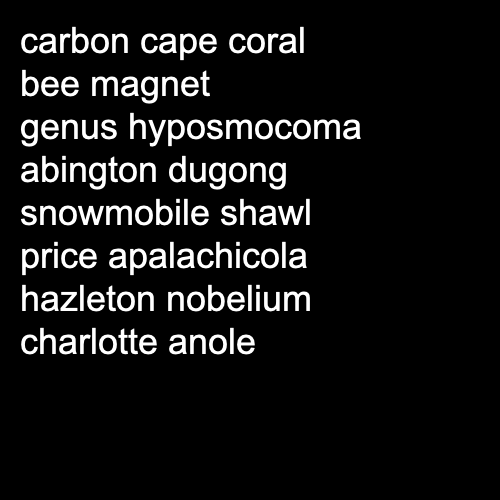 carbon cape coral
bee magnet
genus hyposmocoma
abington dugong
snowmobile shawl
price apalachicola
hazleton nobelium
charlotte anole